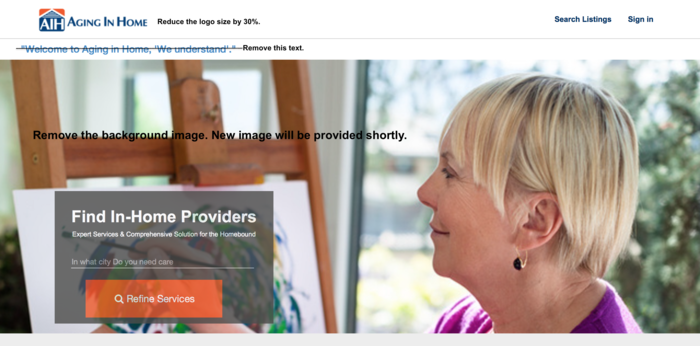 AIH AGING IN HOME Reduce the logo size by 30%. Search Listings Sign in
"Welcome to Aging in Home, 'We understand'." Remove this text.
Remove the background image. New image will be provided shortly.
Find In-Home Providers
Expert Services & Comprehensive Solution for the Homebound
In what city Do you need care
Refine Services